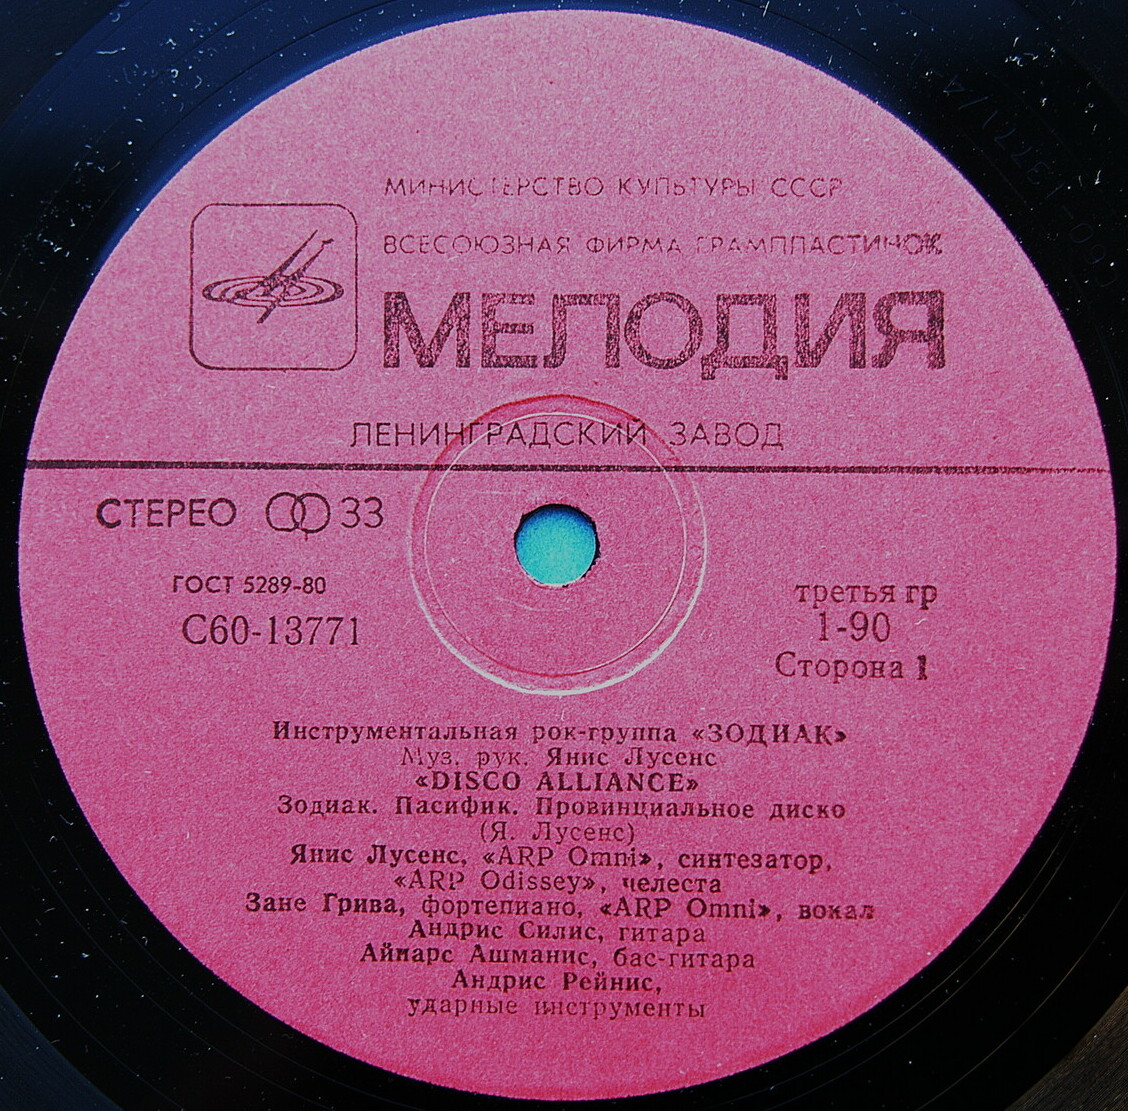 МИНИСТЕРСТВО КУЛЬТУРЫ СССР
ВСЕСОЮЗНАЯ ФИРМА ГРАМПЛАСТИНОК
МЕЛОДИЯ
ЛЕНИНГРАДСКИЙ ЗАВОД
СТЕРЕО 33
ГОСТ 5289-80
С60-13771
третья гр
1-90
Сторона 1
Инструментальная рок-группа «ЗОДИАК»
Муз. рук. Янис Лусенс
«DISCO ALLIANCE»
Зодиак. Пасифик. Провинциальное диско
(Я. Лусенс)
Янис Лусенс, «ARP Omni», синтезатор,
«ARP Odissey», челеста
Зане Грива, фортепиано, «ARP Omni», вокал
Андрис Силис, гитара
Айнарс Ашманис, бас-гитара
Андрис Рейнис,
ударные инструменты